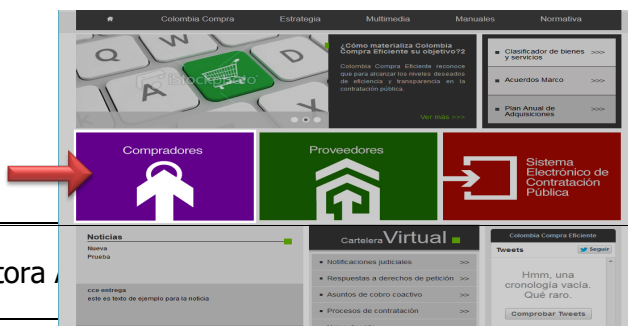 Colombia Compra Estrategia Multimedia Manuales Normativa
¿Cómo materializa Colombia
Compra Eficiente su objetivo?2
Colombia Compra Eficiente reconoce
que para alcanzar los niveles deseados
de eficiencia y transparencia en la
contratación pública.
Ver más >>>
Clasificador de bienes >>>
y servicios
Acuerdos Marco >>>
Plan Anual de >>>
Adquisiciones
Compradores
Proveedores
Sistema
Electrónico de
Contratación
Pública
Noticias
Nueva
Prueba
cce entrega
este es texto de ejemplo para la noticia
Cartelera Virtual
Notificaciones judiciales >>
Respuestas a derechos de petición >>
Asuntos de cobro coactivo >>
Procesos de contratación >>
Colombia Compra Eficiente
Tweets Seguir
Hmm, una
cronología vacía.
Qué raro.
Comprobar Tweets
tora